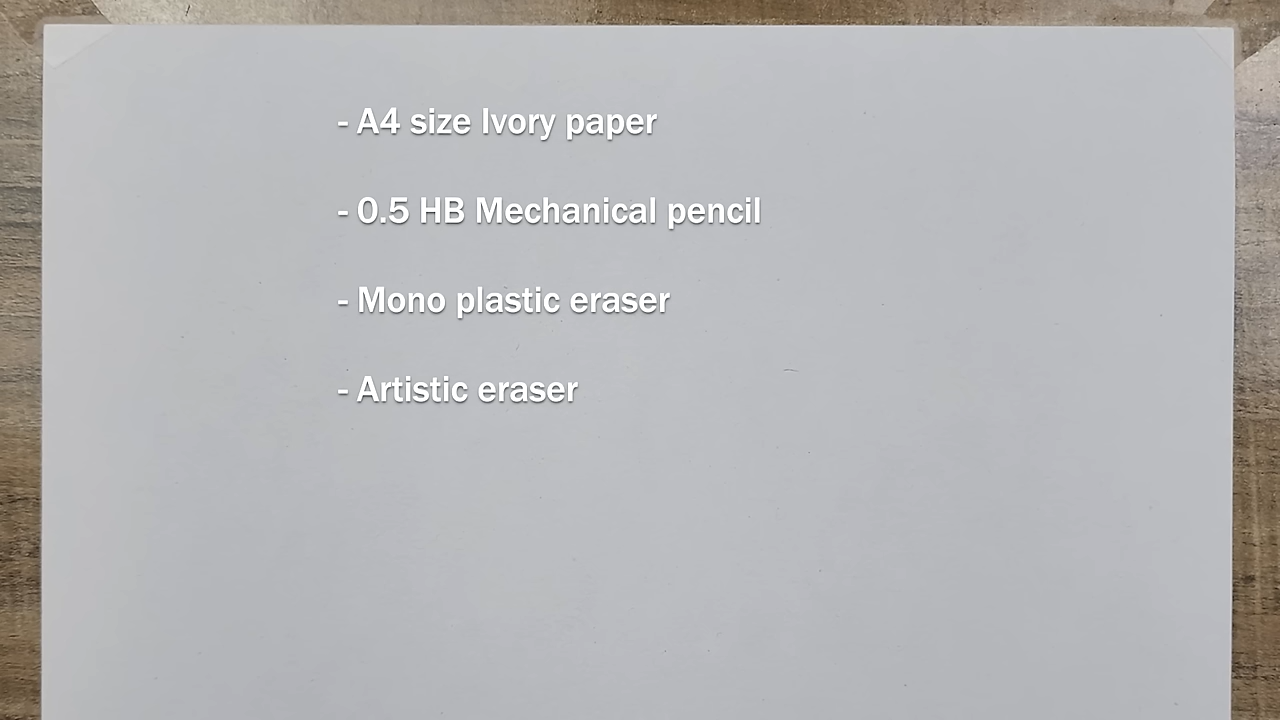 - A4 size Ivory paper
- 0.5 HB Mechanical pencil
- Mono plastic eraser
- Artistic eraser